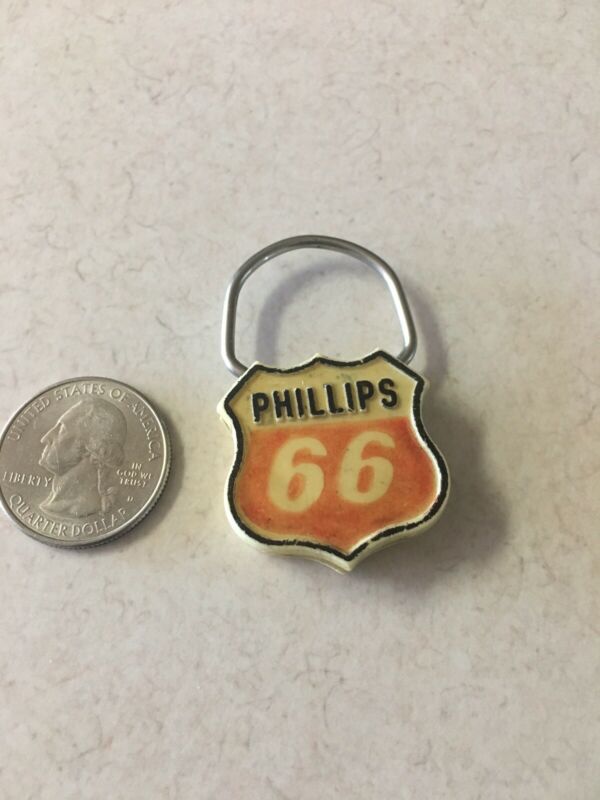 PHILLIPS
66
UNITED STATES OF AMERICA
LIBERTY
IN
GOD WE
TRUST
D
QUARTER DOLLAR